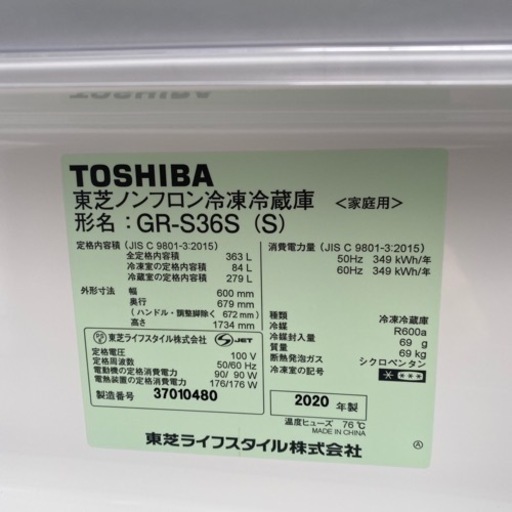 TOSHIBA
東芝ノンフロン冷凍冷蔵庫 <家庭用>
形名：GR-S36S（S）
定格内容積（JIS C 9801-3:2015）
全定格内容積 363 L
冷凍室の定格内容積 84 L
冷蔵室の定格内容積 279 L
外形寸法 幅 600 mm
奥行 679 mm
(ハンドル・調整脚除く 672 mm)
高さ 1734 mm
東芝ライフスタイル株式会社 S JET
定格電圧 100 V
定格周波数 50/60 Hz
電動機の定格消費電力 90/ 90 W
電熱装置の定格消費電力 176/176 W
製造番号 37010480
消費電力量（JIS C 9801-3:2015）
50Hz 349 kWh/年
60Hz 349 kWh/年
種類 冷凍冷蔵庫
冷媒 R600a
冷媒封入量 69 g
質量 69 kg
断熱発泡ガス シクロペンタン
冷凍室の記号
2020 年製
温度ヒューズ 76℃
MADE IN CHINA
東芝ライフスタイル株式会社 Ⓐ